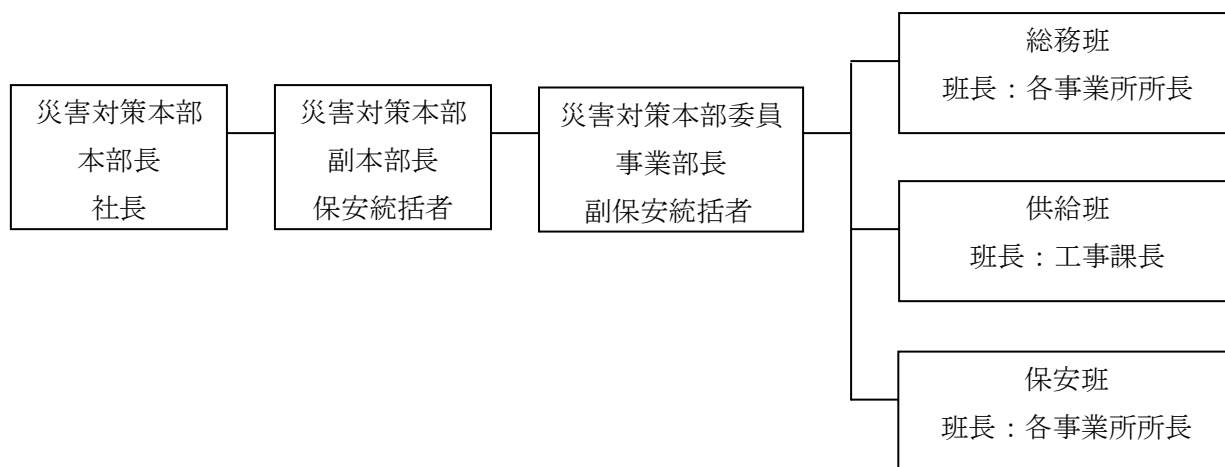 災害対策本部
本部長
社長
災害対策本部
副本部長
保安統括者
災害対策本部委員
事業部長
副保安統括者
総務班
班長：各事業所所長
供給班
班長：工事課長
保安班
班長：各事業所所長